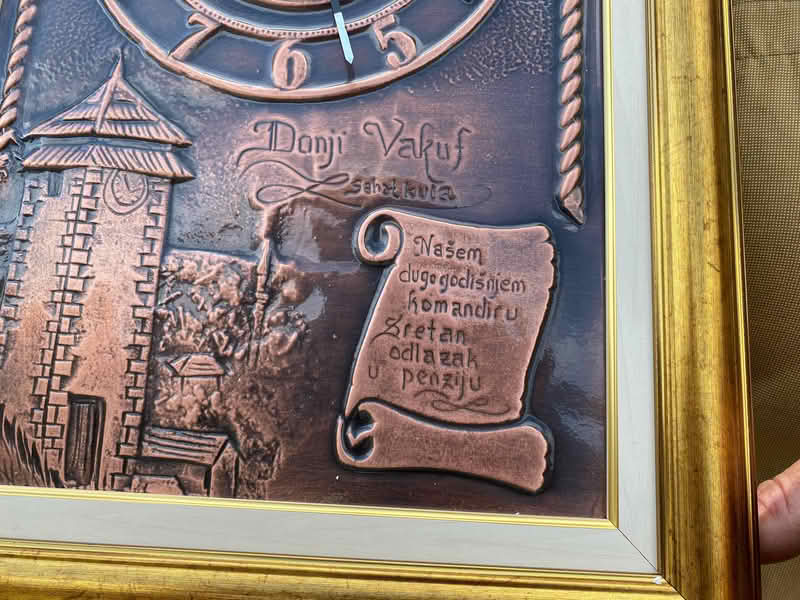 7 6 5
Donji Vakuf
sahat kula
Našem
dugogodišnjem
komandiru
Sretan
odlazak
u penziju